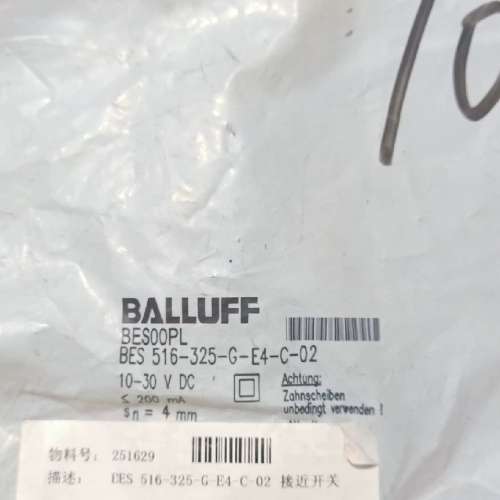 10
BALLUFF
BES00PL
BES 516-325-G-E4-C-02
10-30 V DC
≤ 200 mA
sn = 4 mm
Achtung:
Zahnscheiben
unbedingt verwenden !
物料号: 251629
描述: BES 516-325-G-E4-C-02 接近开关